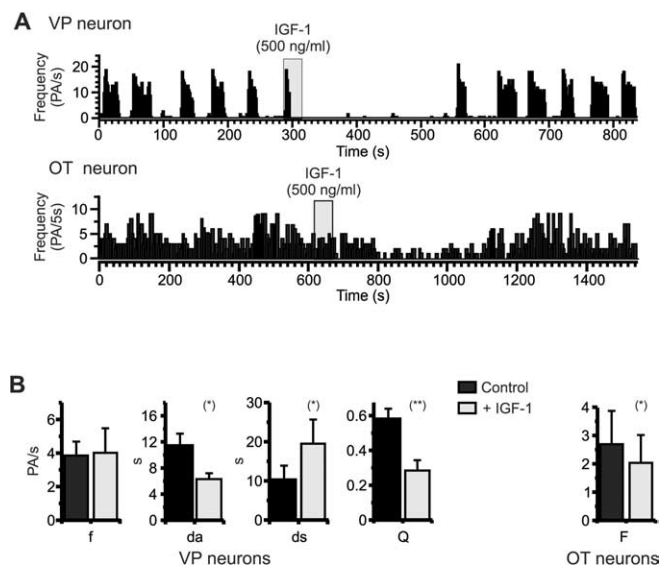 A
VP neuron
IGF-1
(500 ng/ml)
Frequency
(PA/s)
20
10
0
0 100 200 300 400 500 600 700 800
Time (s)
OT neuron
IGF-1
(500 ng/ml)
Frequency
(PA/5s)
10
5
0
0 200 400 600 800 1000 1200 1400
Time (s)
B
PA/s
6
4
2
0
f
s
16
12
8
4
0
(*)
da
s
30
20
10
0
(*)
ds
0.6
0.4
0.2
0
(**)
Q
VP neurons
Control
+ IGF-1
4
3
2
1
0
(*)
F
OT neurons